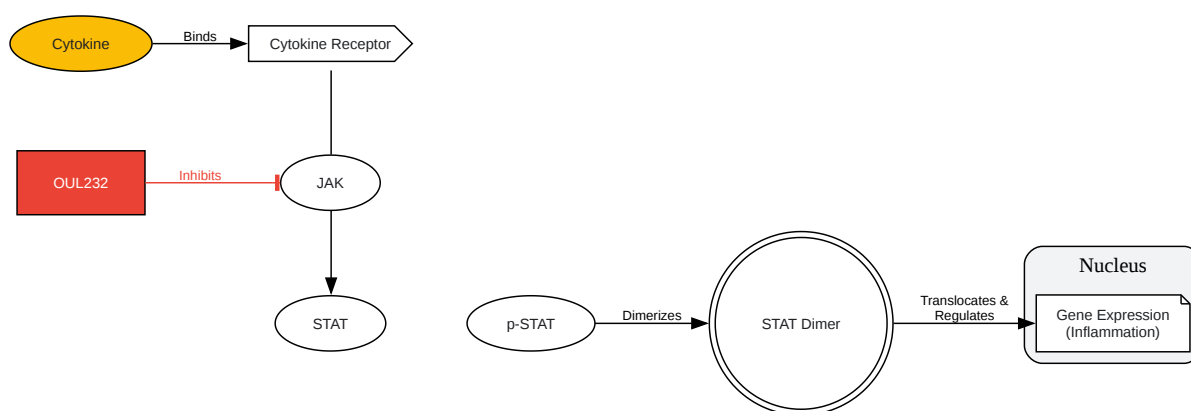 Cytokine
Binds
Cytokine Receptor
OUL232
Inhibits
JAK
STAT
p-STAT
Dimerizes
STAT Dimer
Translocates &
Regulates
Nucleus
Gene Expression
(Inflammation)